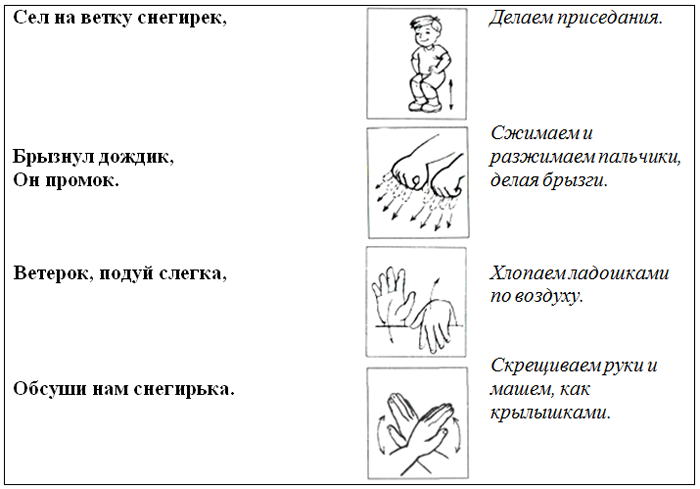 Сел на ветку снегирек,
Делаем приседания.
Брызнул дождик,
Он промок.
Сжимаем и
разжимаем пальчики,
делая брызги.
Ветерок, подуй слегка,
Хлопаем ладошками
по воздуху.
Обсуши нам снегирька.
Скрещиваем руки и
машем, как
крылышками.